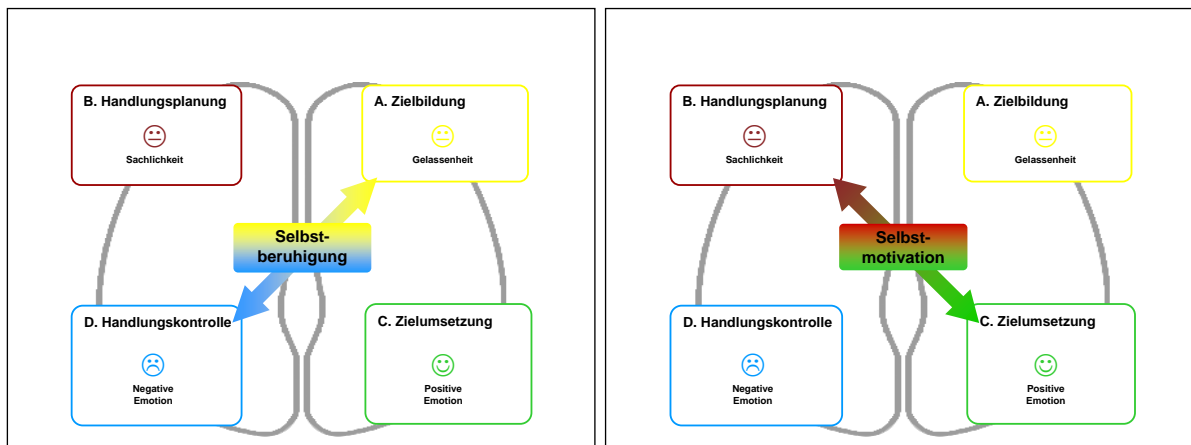 B. Handlungsplanung
Sachlichkeit
A. Zielbildung
Gelassenheit
Selbst-
beruhigung
D. Handlungskontrolle
Negative
Emotion
C. Zielumsetzung
Positive
Emotion
B. Handlungsplanung
Sachlichkeit
A. Zielbildung
Gelassenheit
Selbst-
motivation
D. Handlungskontrolle
Negative
Emotion
C. Zielumsetzung
Positive
Emotion